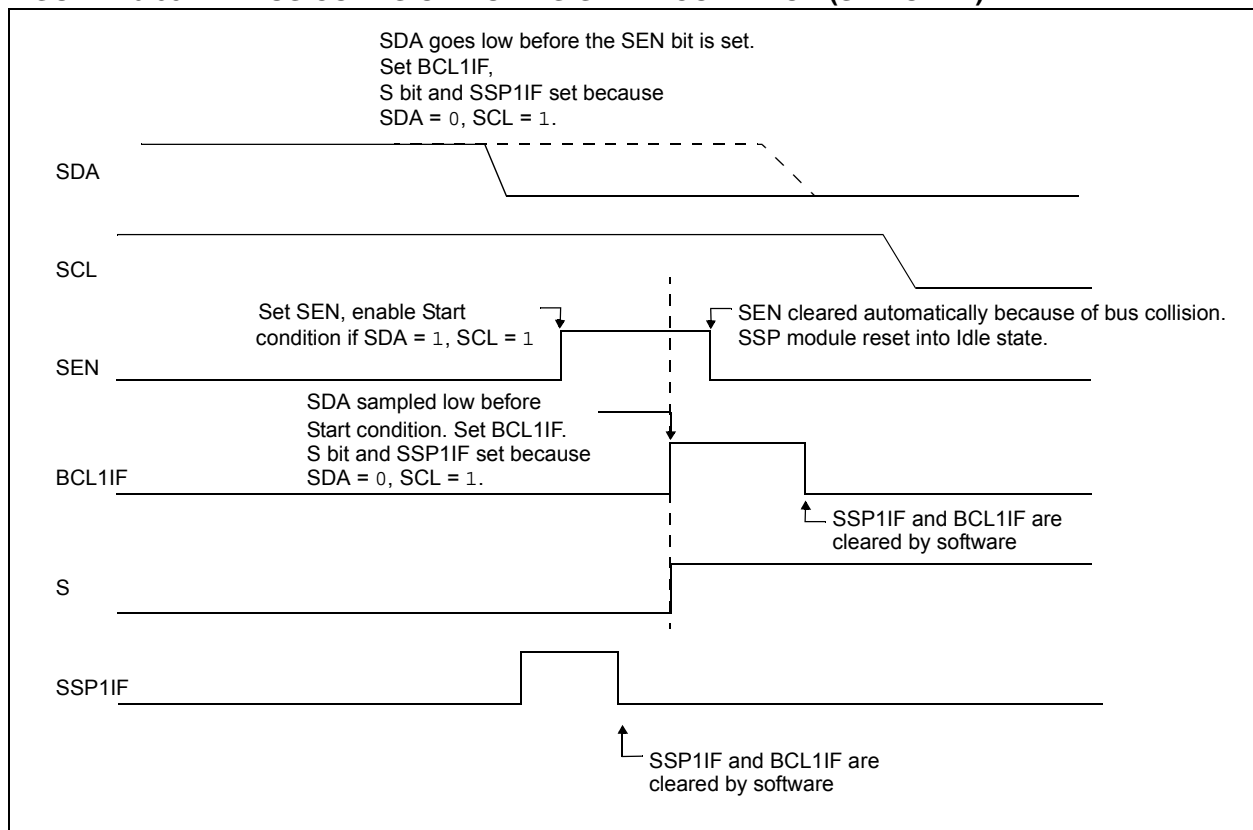 SDA goes low before the SEN bit is set.
Set BCL1IF,
S bit and SSP1IF set because
SDA = 0, SCL = 1.
SDA
SCL
Set SEN, enable Start
condition if SDA = 1, SCL = 1
SEN cleared automatically because of bus collision.
SSP module reset into Idle state.
SEN
SDA sampled low before
Start condition. Set BCL1IF.
S bit and SSP1IF set because
SDA = 0, SCL = 1.
BCL1IF
SSP1IF and BCL1IF are
cleared by software
S
SSP1IF
SSP1IF and BCL1IF are
cleared by software